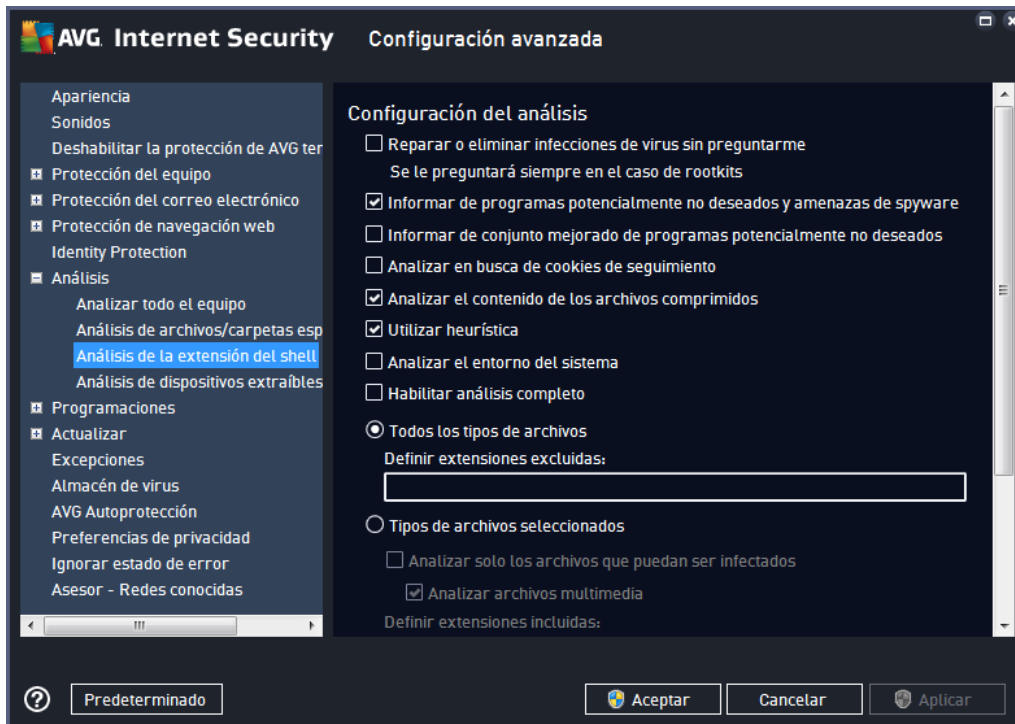 AVG. Internet Security
Configuración avanzada
Apariencia
Sonidos
Deshabilitar la protección de AVG ter
Protección del equipo
Protección del correo electrónico
Protección de navegación web
Identity Protection
Análisis
Analizar todo el equipo
Análisis de archivos/carpetas esp
Análisis de la extensión del shell
Análisis de dispositivos extraíbles
Programaciones
Actualizar
Excepciones
Almacén de virus
AVG Autoprotección
Preferencias de privacidad
Ignorar estado de error
Asesor - Redes conocidas
Configuración del análisis
Reparar o eliminar infecciones de virus sin preguntarme
Se le preguntará siempre en el caso de rootkits
Informar de programas potencialmente no deseados y amenazas de spyware
Informar de conjunto mejorado de programas potencialmente no deseados
Analizar en busca de cookies de seguimiento
Analizar el contenido de los archivos comprimidos
Utilizar heurística
Analizar el entorno del sistema
Habilitar análisis completo
Todos los tipos de archivos
Definir extensiones excluidas:
Tipos de archivos seleccionados
Analizar solo los archivos que puedan ser infectados
Analizar archivos multimedia
Definir extensiones incluidas:
Predeterminado
Aceptar
Cancelar
Aplicar